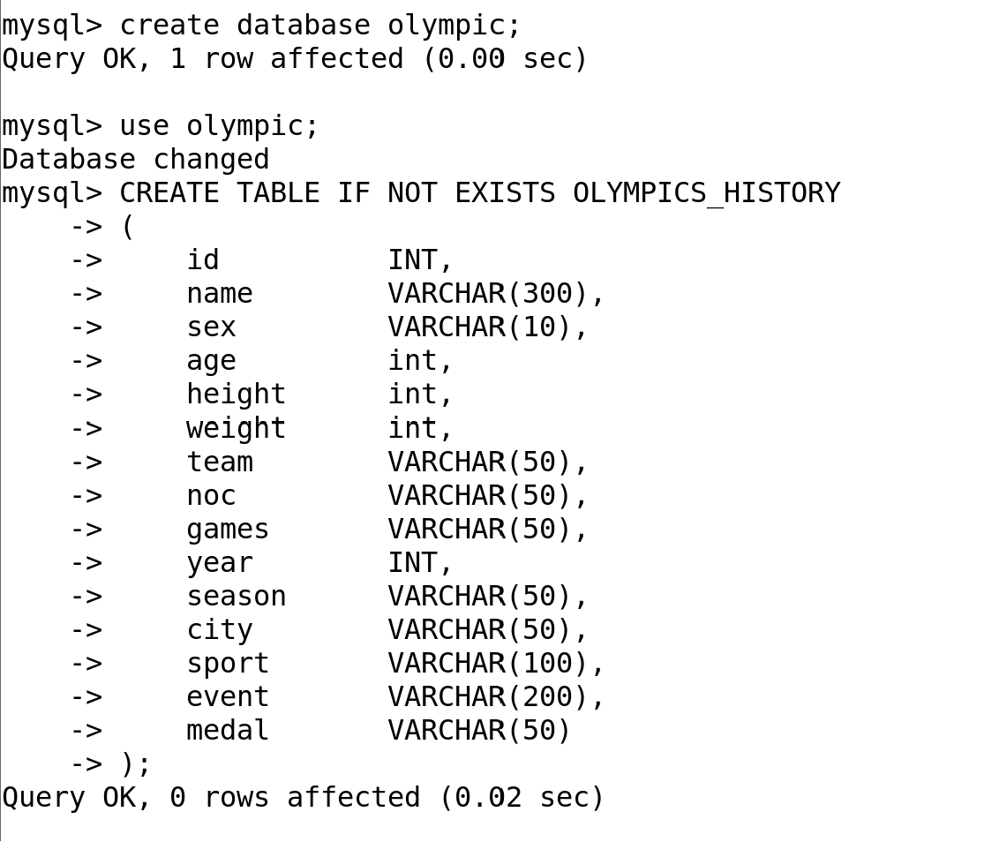 mysql> create database olympic;
Query OK, 1 row affected (0.00 sec)

mysql> use olympic;
Database changed
mysql> CREATE TABLE IF NOT EXISTS OLYMPICS_HISTORY
    -> (
    ->     id          INT,
    ->     name        VARCHAR(300),
    ->     sex         VARCHAR(10),
    ->     age         int,
    ->     height      int,
    ->     weight      int,
    ->     team        VARCHAR(50),
    ->     noc         VARCHAR(50),
    ->     games       VARCHAR(50),
    ->     year        INT,
    ->     season      VARCHAR(50),
    ->     city        VARCHAR(50),
    ->     sport       VARCHAR(100),
    ->     event       VARCHAR(200),
    ->     medal       VARCHAR(50)
    -> );
Query OK, 0 rows affected (0.02 sec)